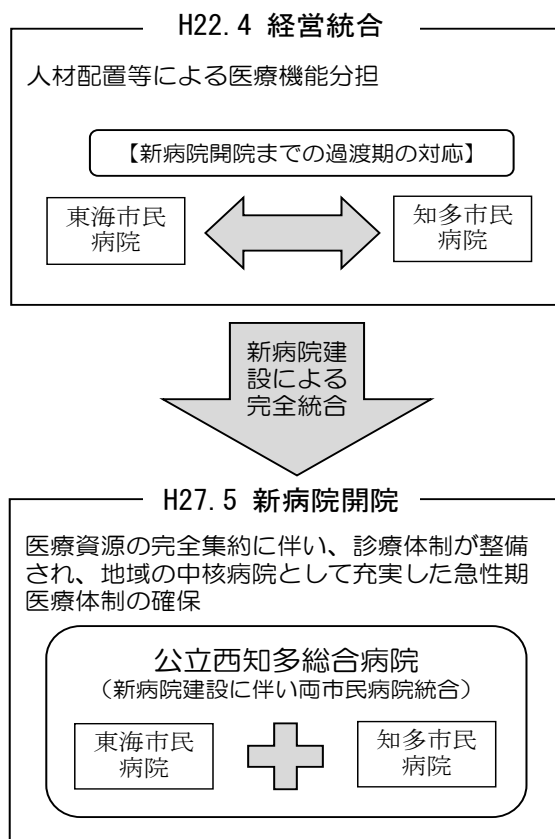 H22.4 経営統合
人材配置等による医療機能分担
【新病院開院までの過渡期の対応】
東海市民
病院
知多市民
病院
新病院建
設による
完全統合
H27.5 新病院開院
医療資源の完全集約に伴い、診療体制が整備
され、地域の中核病院として充実した急性期
医療体制の確保
公立西知多総合病院
（新病院建設に伴い両市民病院統合）
東海市民
病院
知多市民
病院